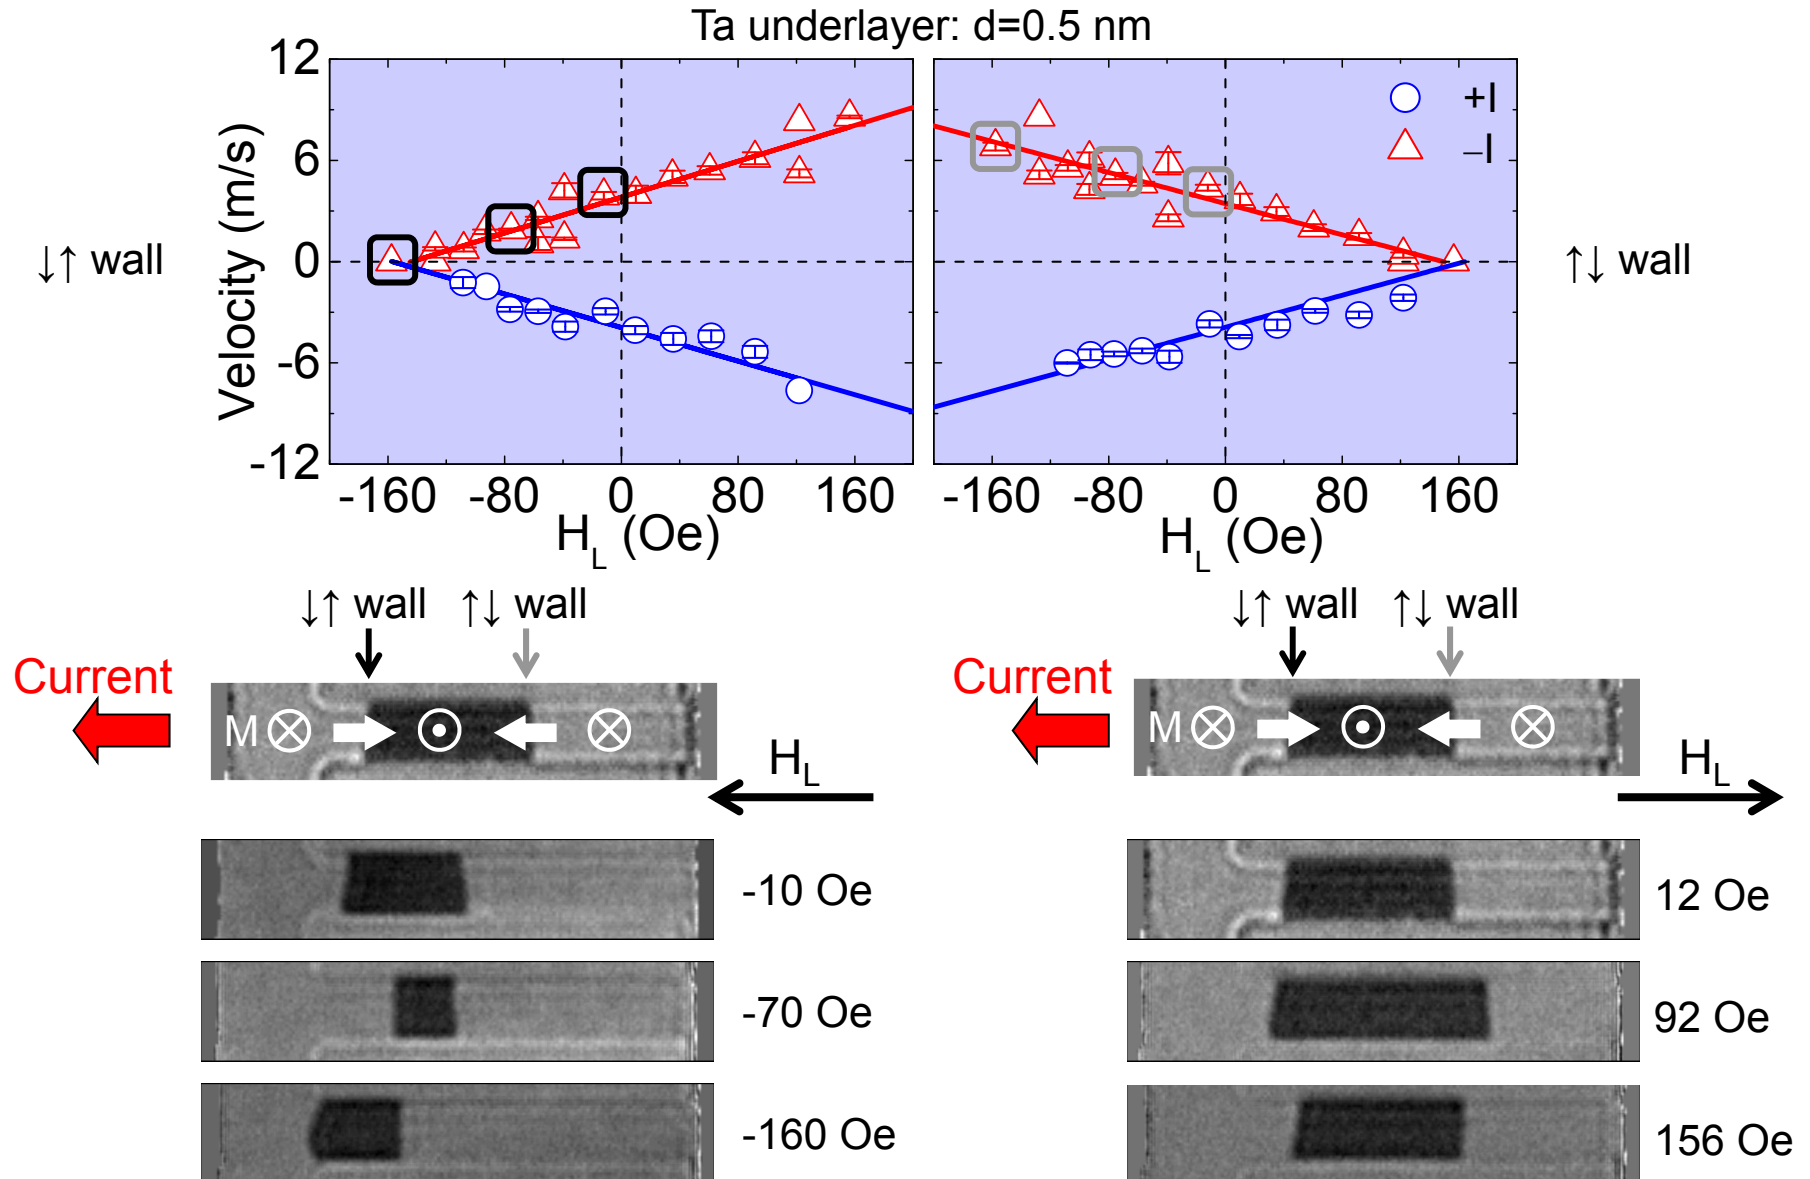 Ta underlayer: d=0.5 nm
Velocity (m/s)
12
6
0
-6
-12
+I
–I
↓↑ wall
↑↓ wall
-160 -80 0 80 160
-160 -80 0 80 160
H_L (Oe)
H_L (Oe)
↓↑ wall ↑↓ wall
Current
M
H_L
-10 Oe
-70 Oe
-160 Oe
↓↑ wall ↑↓ wall
Current
M
H_L
12 Oe
92 Oe
156 Oe